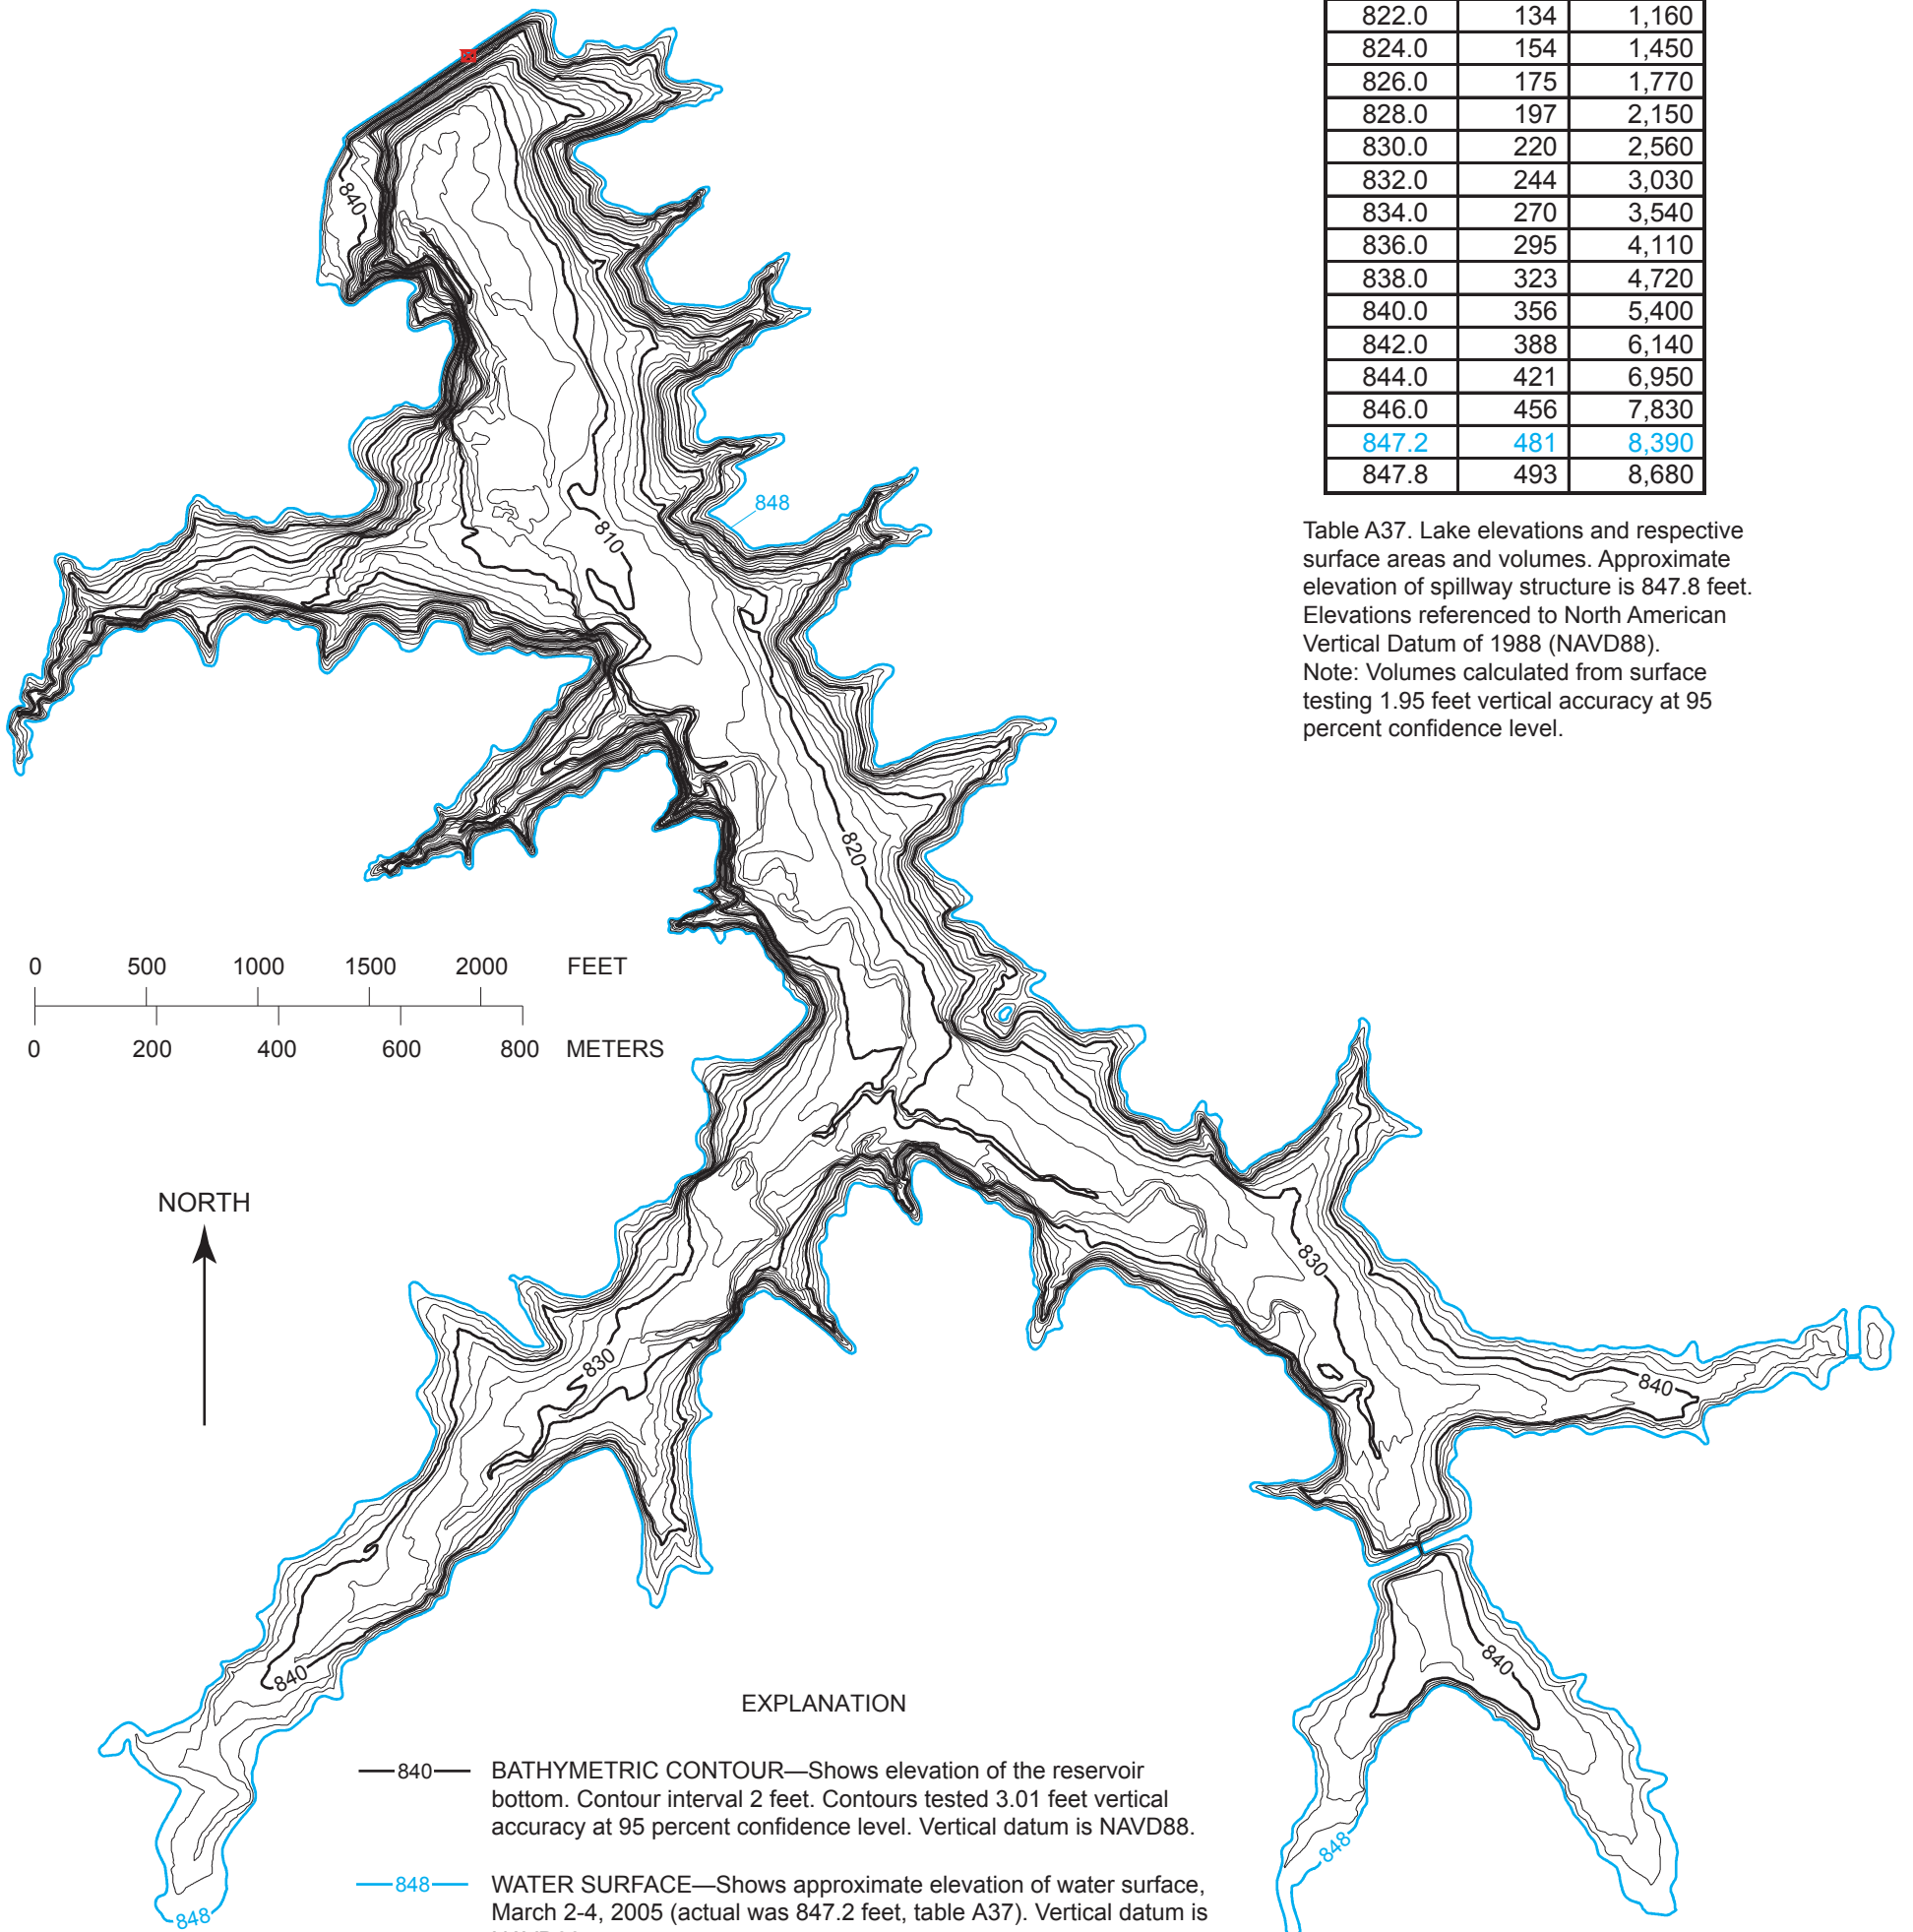 822.0 134 1,160
824.0 154 1,450
826.0 175 1,770
828.0 197 2,150
830.0 220 2,560
832.0 244 3,030
834.0 270 3,540
836.0 295 4,110
838.0 323 4,720
840.0 356 5,400
842.0 388 6,140
844.0 421 6,950
846.0 456 7,830
847.2 481 8,390
847.8 493 8,680
Table A37. Lake elevations and respective
surface areas and volumes. Approximate
elevation of spillway structure is 847.8 feet.
Elevations referenced to North American
Vertical Datum of 1988 (NAVD88).
Note: Volumes calculated from surface
testing 1.95 feet vertical accuracy at 95
percent confidence level.
840
848
810
820
0 500 1000 1500 2000 FEET
0 200 400 600 800 METERS
NORTH
830
830
840
840
840
848
848
EXPLANATION
840 BATHYMETRIC CONTOUR—Shows elevation of the reservoir
bottom. Contour interval 2 feet. Contours tested 3.01 feet vertical
accuracy at 95 percent confidence level. Vertical datum is NAVD88.
848 WATER SURFACE—Shows approximate elevation of water surface,
March 2-4, 2005 (actual was 847.2 feet, table A37). Vertical datum is